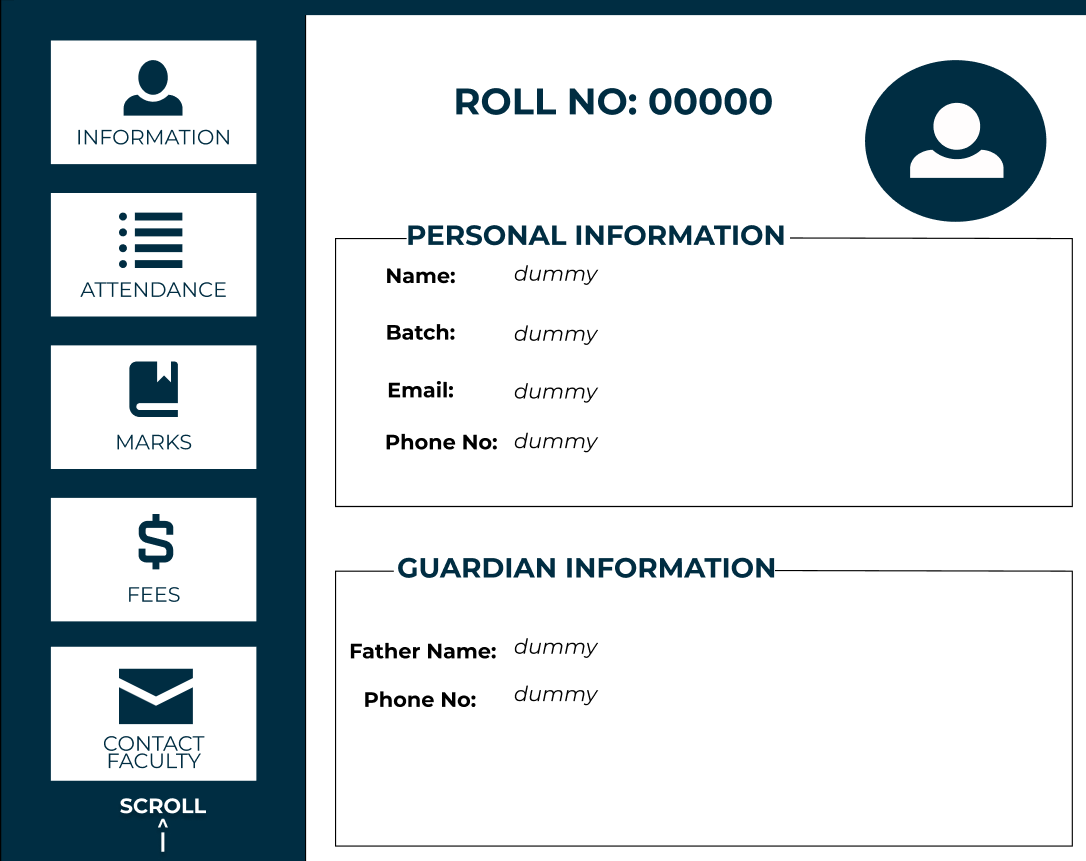 INFORMATION
ATTENDANCE
MARKS
FEES
CONTACT
FACULTY
SCROLL
ROLL NO: 00000
PERSONAL INFORMATION
Name: dummy
Batch: dummy
Email: dummy
Phone No: dummy
GUARDIAN INFORMATION
Father Name: dummy
Phone No: dummy